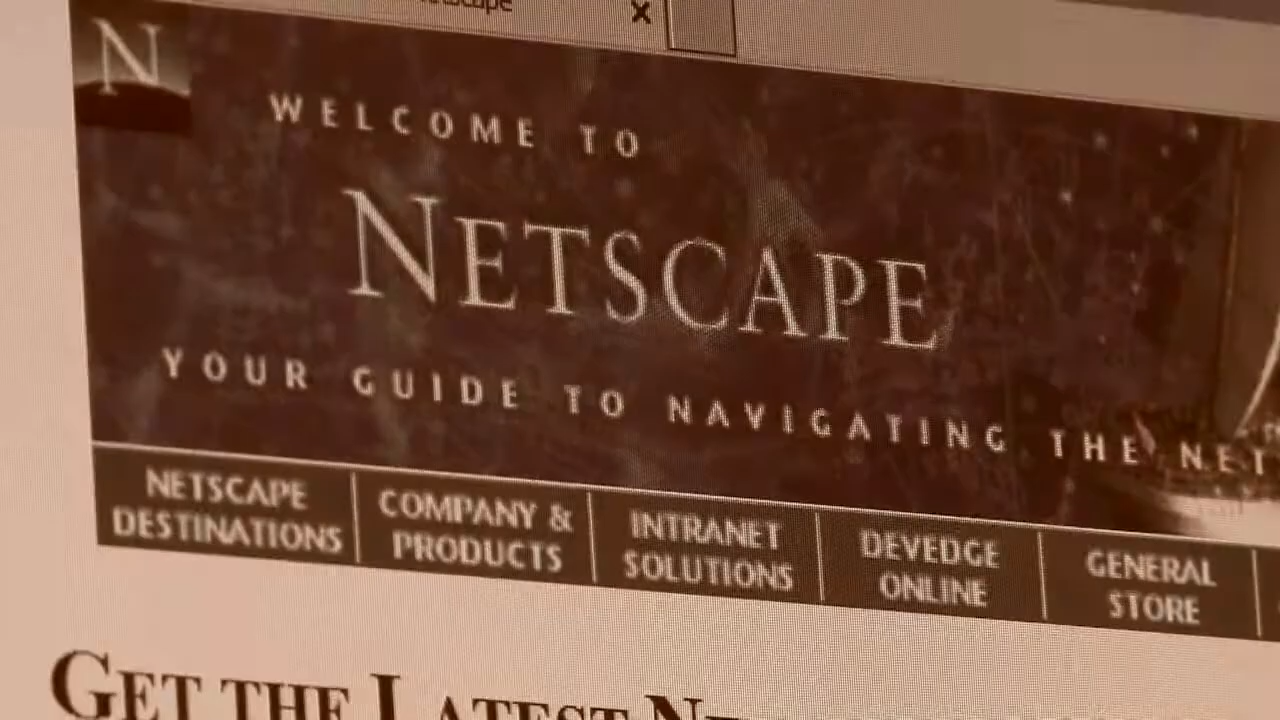 N
WELCOME TO
NETSCAPE
YOUR GUIDE TO NAVIGATING THE NET
NETSCAPE DESTINATIONS
COMPANY & PRODUCTS
INTRANET SOLUTIONS
DEVEDGE ONLINE
GENERAL STORE
GET THE LATEST